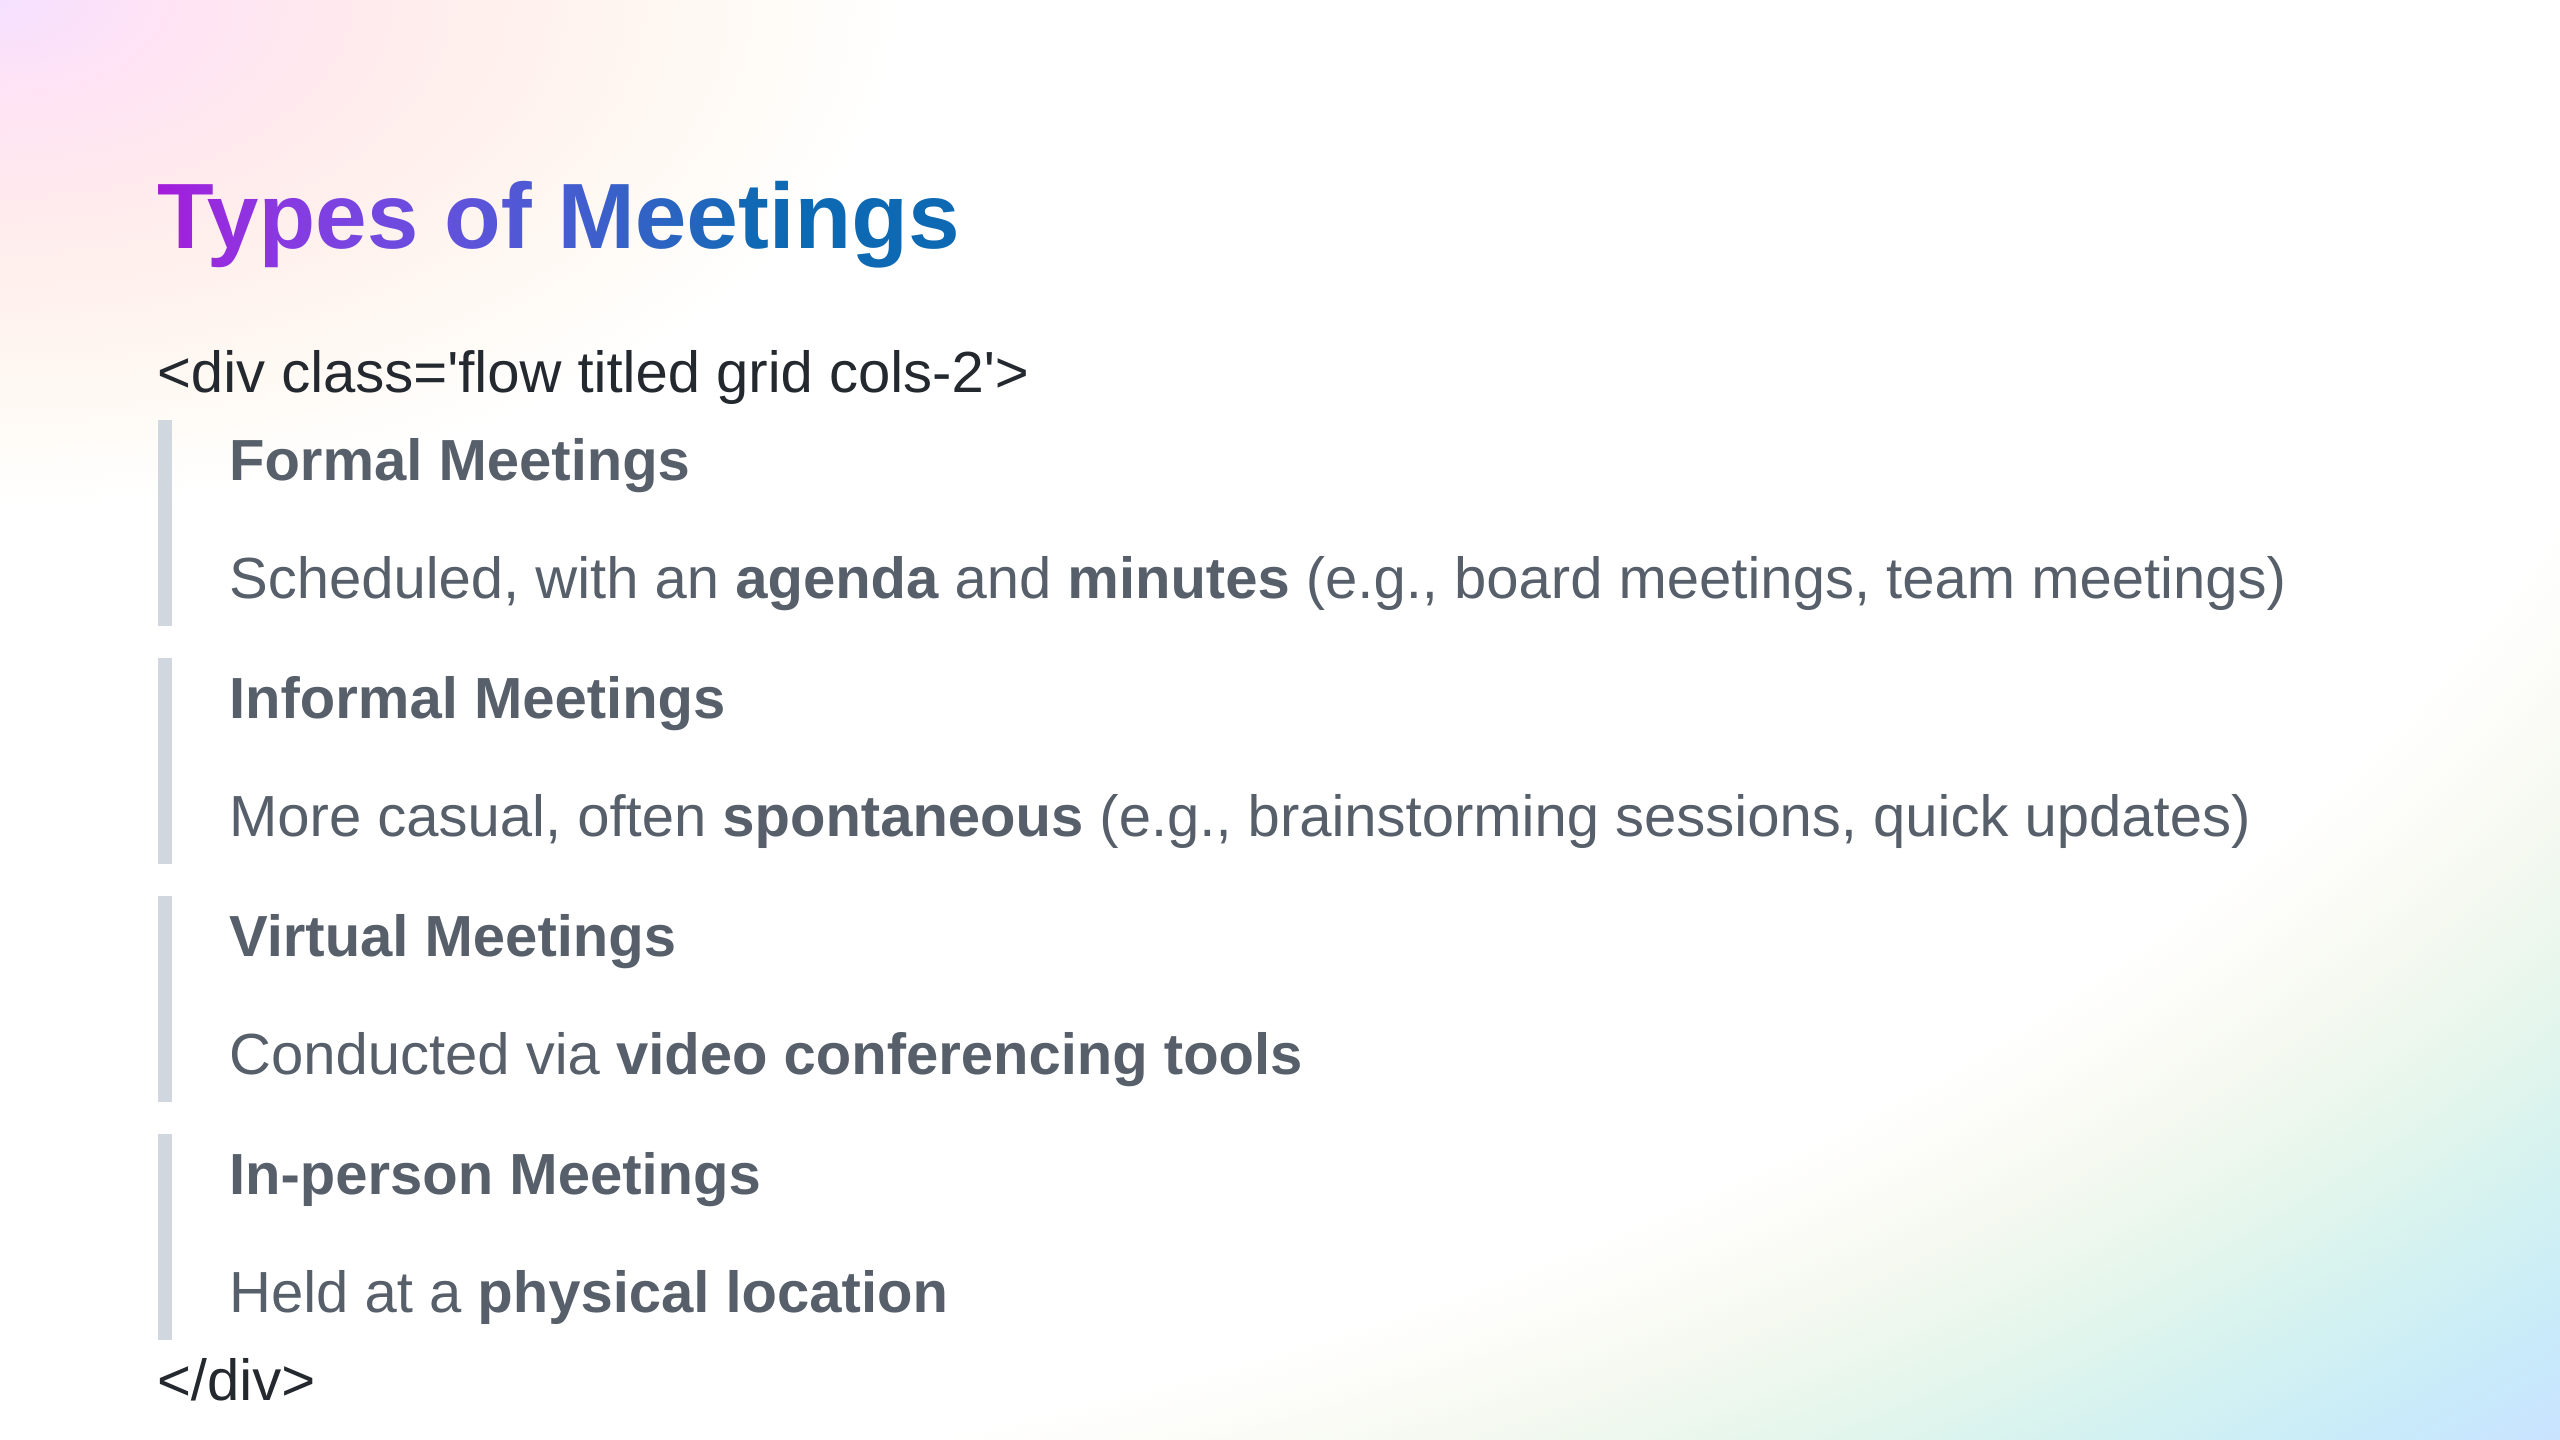 Types of Meetings
<div class='flow titled grid cols-2'>
Formal Meetings
Scheduled, with an agenda and minutes (e.g., board meetings, team meetings)
Informal Meetings
More casual, often spontaneous (e.g., brainstorming sessions, quick updates)
Virtual Meetings
Conducted via video conferencing tools
In-person Meetings
Held at a physical location
</div>